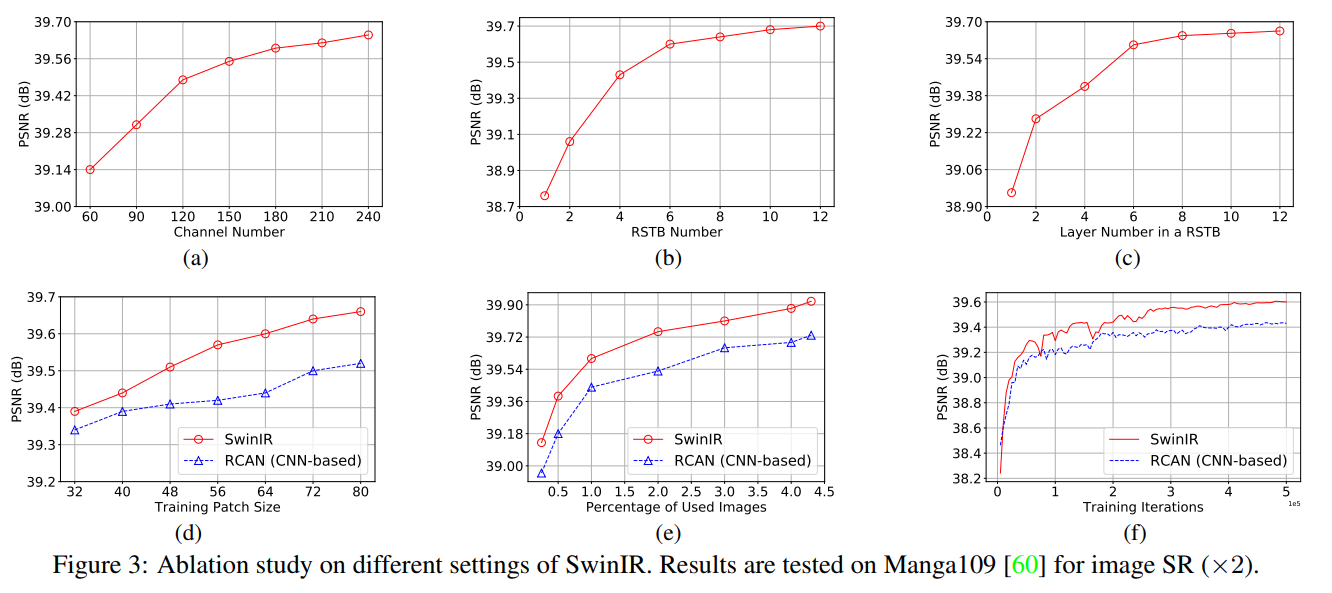 39.70
39.56
39.42
39.28
39.14
39.00
PSNR (dB)
60 90 120 150 180 210 240
Channel Number
(a)
39.7
39.5
39.3
39.1
38.9
38.7
PSNR (dB)
0 2 4 6 8 10 12
RSTB Number
(b)
39.70
39.54
39.38
39.22
39.06
38.90
PSNR (dB)
0 2 4 6 8 10 12
Layer Number in a RSTB
(c)
39.7
39.6
39.5
39.4
39.3
39.2
PSNR (dB)
SwinIR
RCAN (CNN-based)
32 40 48 56 64 72 80
Training Patch Size
(d)
39.90
39.72
39.54
39.36
39.18
39.00
PSNR (dB)
SwinIR
RCAN (CNN-based)
0.5 1.0 1.5 2.0 2.5 3.0 3.5 4.0 4.5
Percentage of Used Images
(e)
39.6
39.4
39.2
39.0
38.8
38.6
38.4
38.2
PSNR (dB)
SwinIR
RCAN (CNN-based)
0 1 2 3 4 5
1e5
Training Iterations
(f)
Figure 3: Ablation study on different settings of SwinIR. Results are tested on Manga109 [60] for image SR (×2).